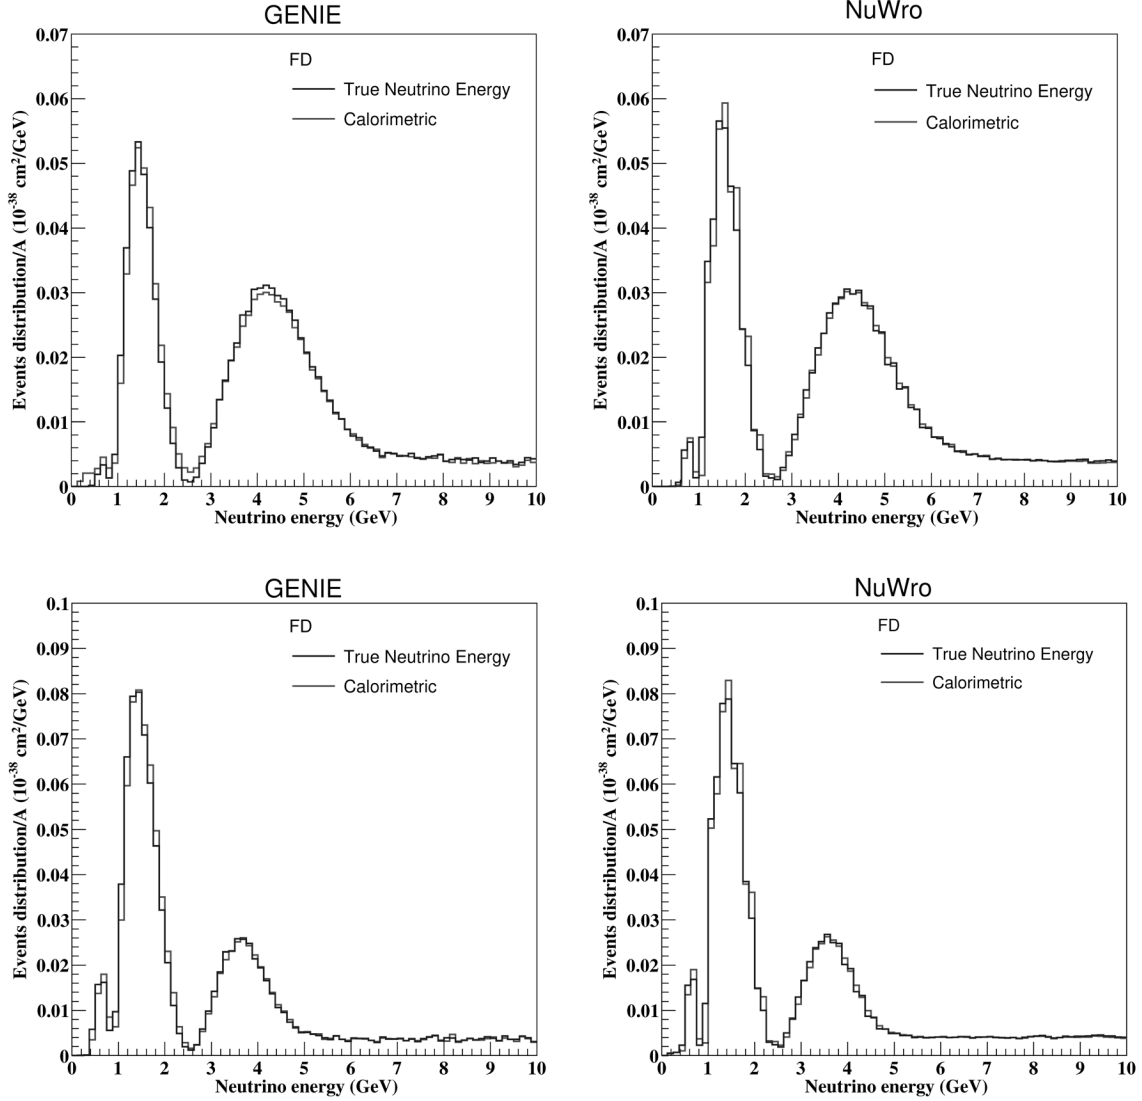 GENIE
0.07
0.06
0.05
0.04
0.03
0.02
0.01
0
Events distribution/A (10⁻³⁸ cm²/GeV)
FD
True Neutrino Energy
Calorimetric
0 1 2 3 4 5 6 7 8 9 10
Neutrino energy (GeV)
NuWro
0.07
0.06
0.05
0.04
0.03
0.02
0.01
0
Events distribution/A (10⁻³⁸ cm²/GeV)
FD
True Neutrino Energy
Calorimetric
0 1 2 3 4 5 6 7 8 9 10
Neutrino energy (GeV)
GENIE
0.1
0.09
0.08
0.07
0.06
0.05
0.04
0.03
0.02
0.01
0
Events distribution/A (10⁻³⁸ cm²/GeV)
FD
True Neutrino Energy
Calorimetric
0 1 2 3 4 5 6 7 8 9 10
Neutrino energy (GeV)
NuWro
0.1
0.09
0.08
0.07
0.06
0.05
0.04
0.03
0.02
0.01
0
Events distribution/A (10⁻³⁸ cm²/GeV)
FD
True Neutrino Energy
Calorimetric
0 1 2 3 4 5 6 7 8 9 10
Neutrino energy (GeV)